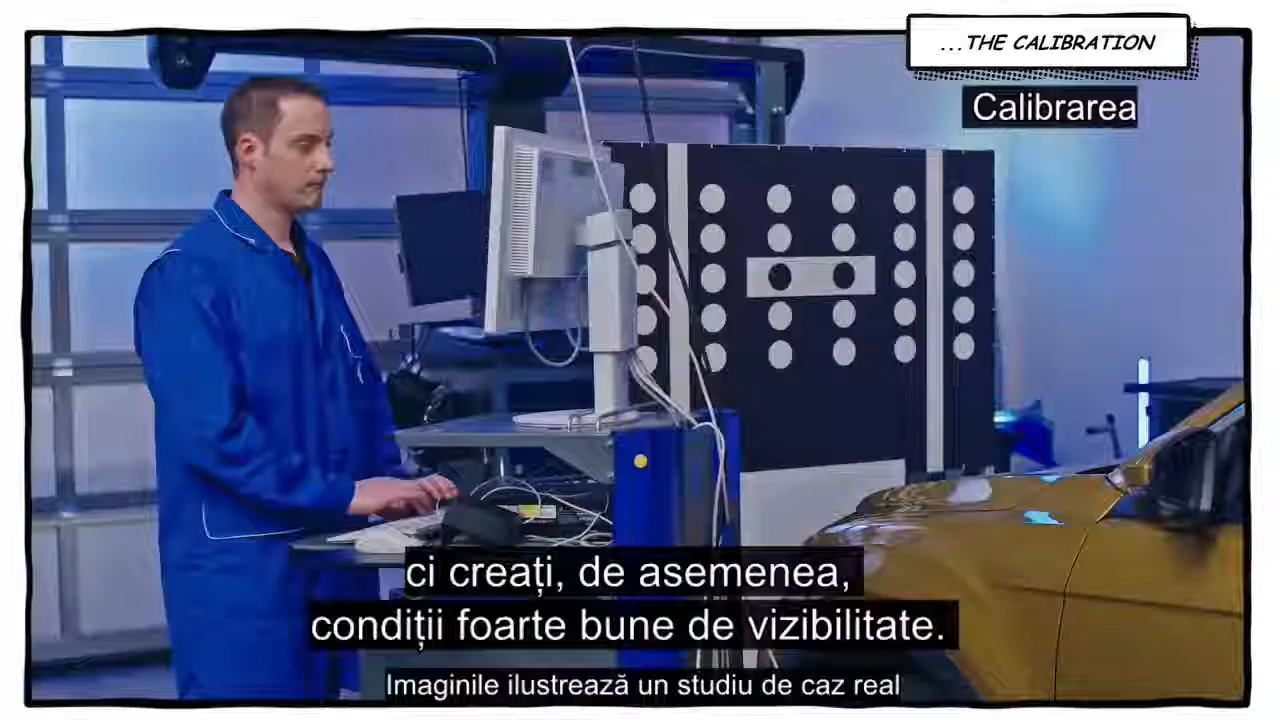 ...THE CALIBRATION
Calibrarea
ci creați, de asemenea,
condiții foarte bune de vizibilitate.
Imaginile ilustrează un studiu de caz real